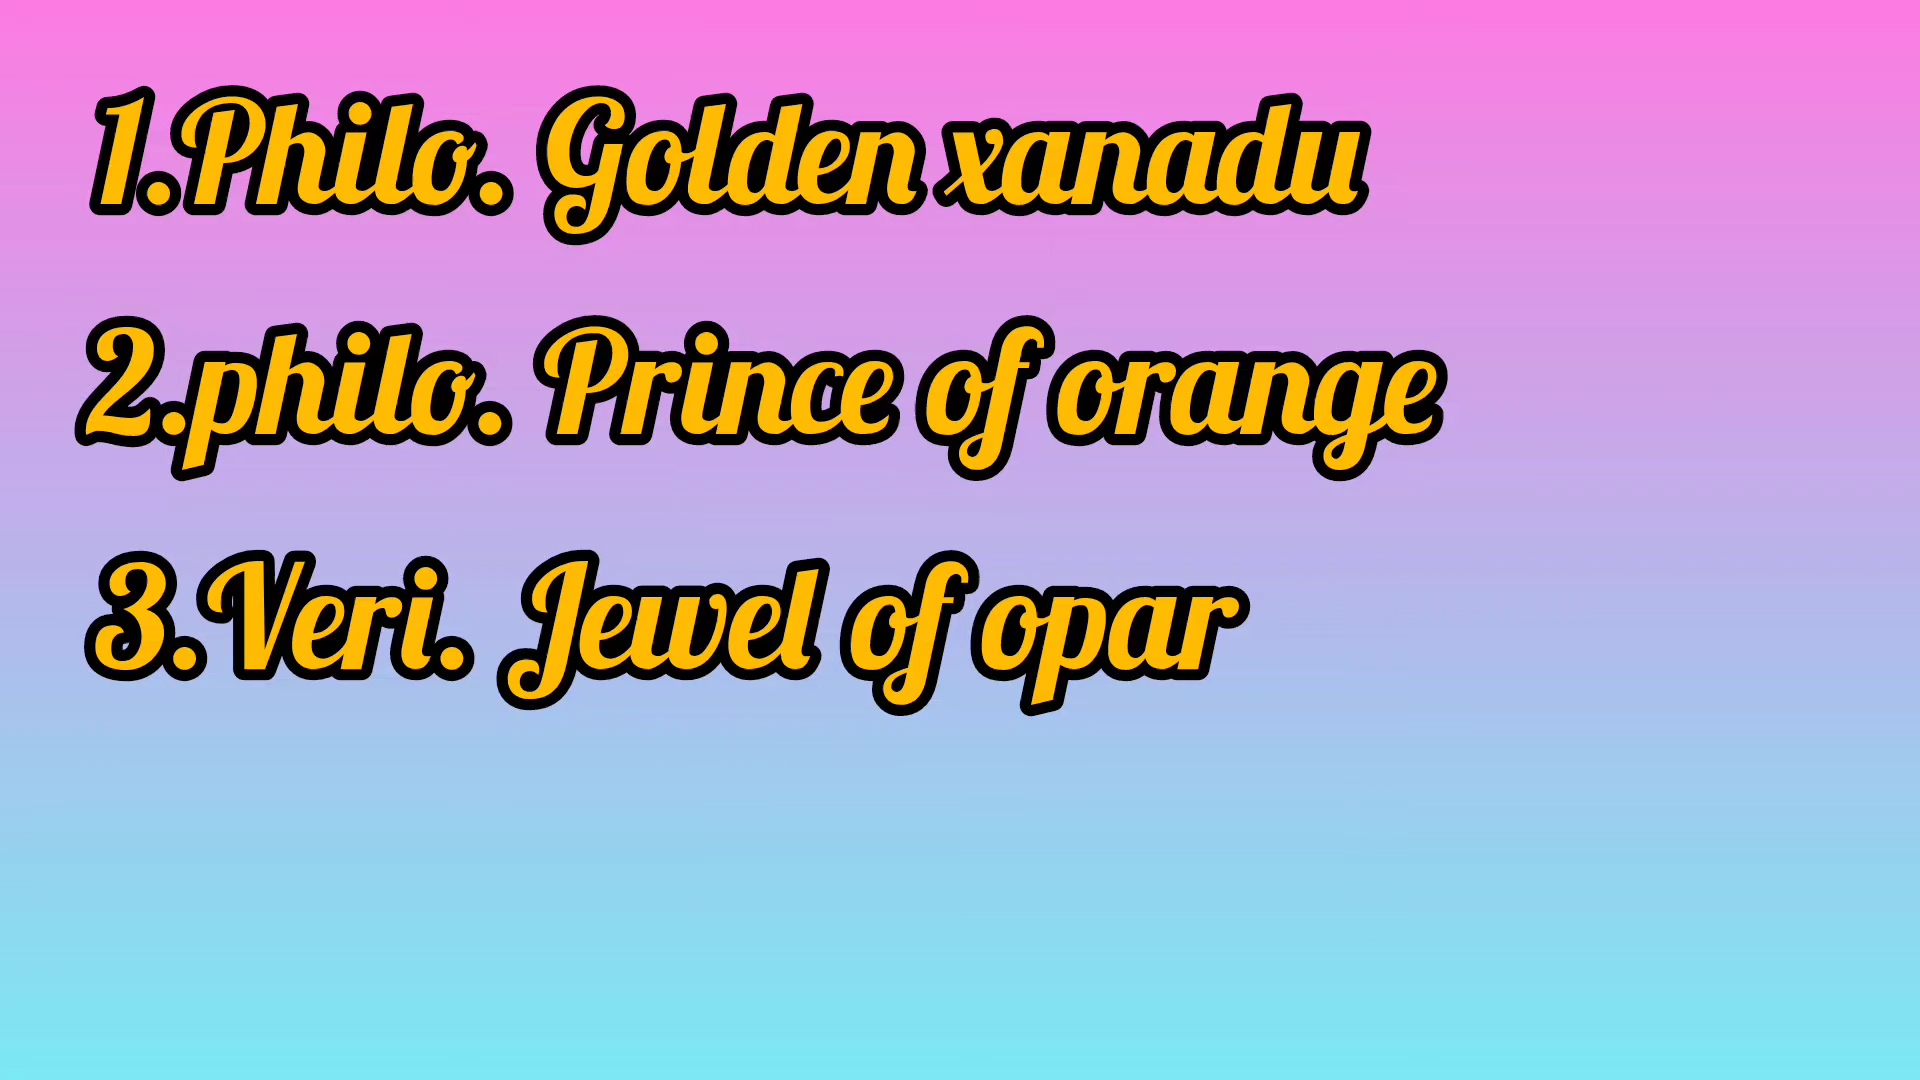 1.Philo. Golden xanadu
2.philo. Prince of orange
3.Veri. Jewel of opar